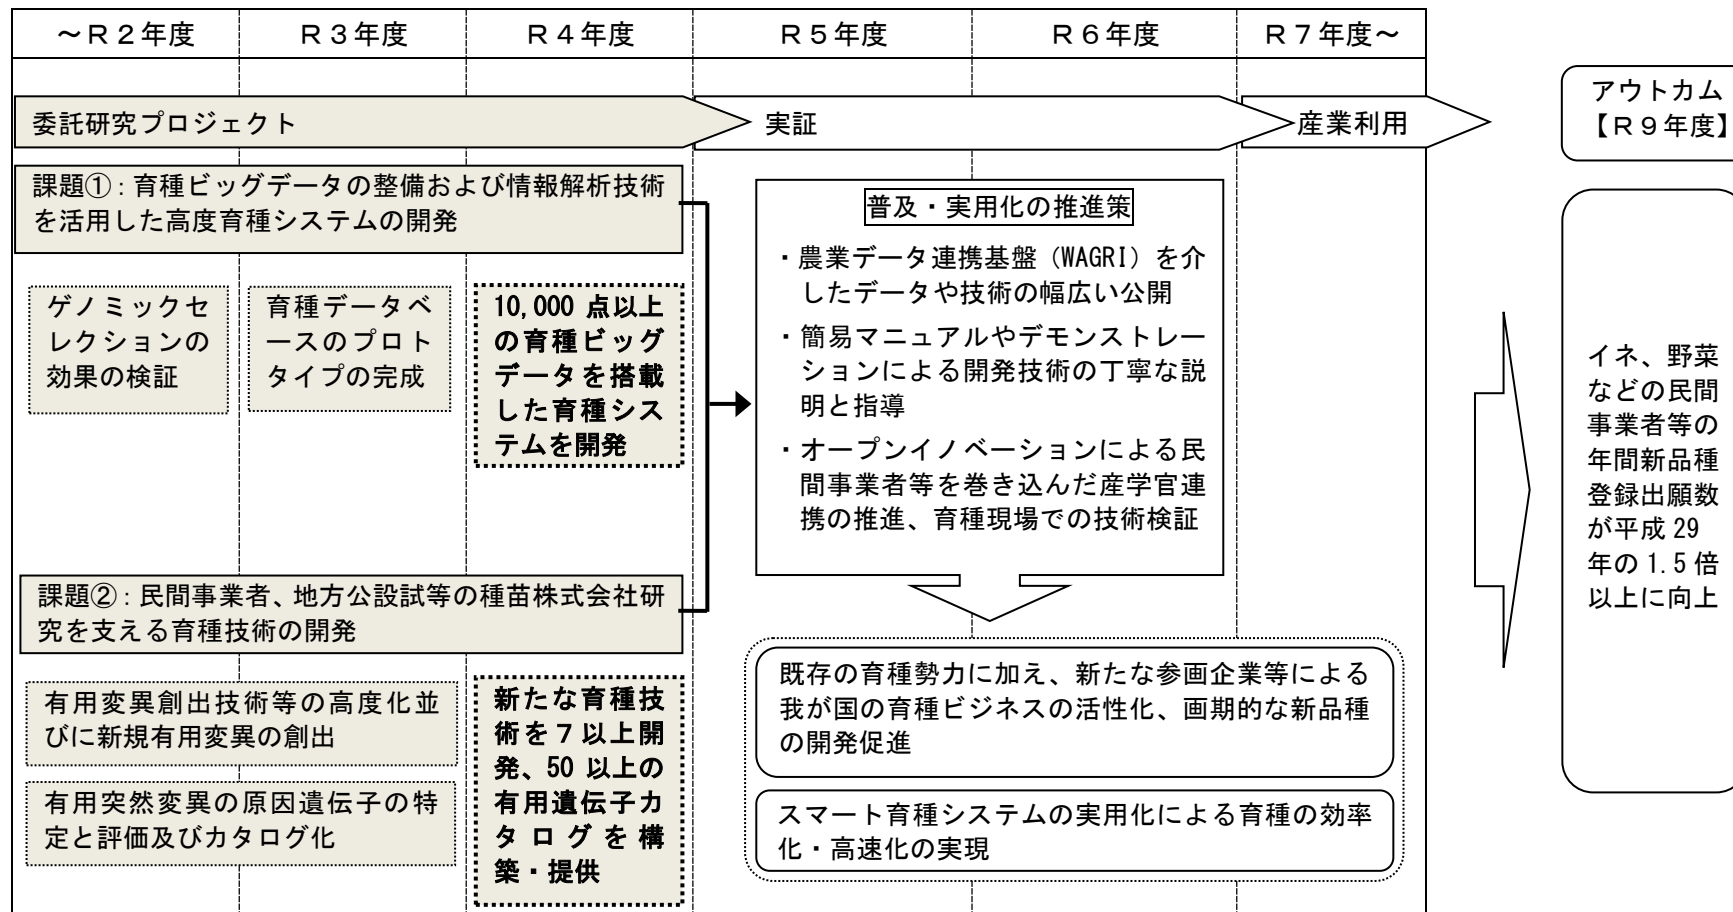 ～Ｒ２年度
Ｒ３年度
Ｒ４年度
Ｒ５年度
Ｒ６年度
Ｒ７年度～
委託研究プロジェクト
実証
産業利用
アウトカム
【Ｒ９年度】
課題①：育種ビッグデータの整備および情報解析技術
を活用した高度育種システムの開発
ゲノミックセ
レクションの
効果の検証
育種データベ
ースのプロト
タイプの完成
10,000 点以上
の育種ビッグ
データを搭載
した育種シス
テムを開発
課題②：民間事業者、地方公設試等の種苗株式会社研
究を支える育種技術の開発
有用変異創出技術等の高度化並
びに新規有用変異の創出
有用突然変異の原因遺伝子の特
定と評価及びカタログ化
新たな育種技
術を７以上開
発、50 以上の
有用遺伝子カ
タログを構
築・提供
普及・実用化の推進策
・農業データ連携基盤（WAGRI）を介
したデータや技術の幅広い公開
・簡易マニュアルやデモンストレー
ションによる開発技術の丁寧な説
明と指導
・オープンイノベーションによる民
間事業者等を巻き込んだ産学官連
携の推進、育種現場での技術検証
既存の育種勢力に加え、新たな参画企業等による
我が国の育種ビジネスの活性化、画期的な新品種
の開発促進
スマート育種システムの実用化による育種の効率
化・高速化の実現
イネ、野菜
などの民間
事業者等の
年間新品種
登録出願数
が平成 29
年の 1.5 倍
以上に向上